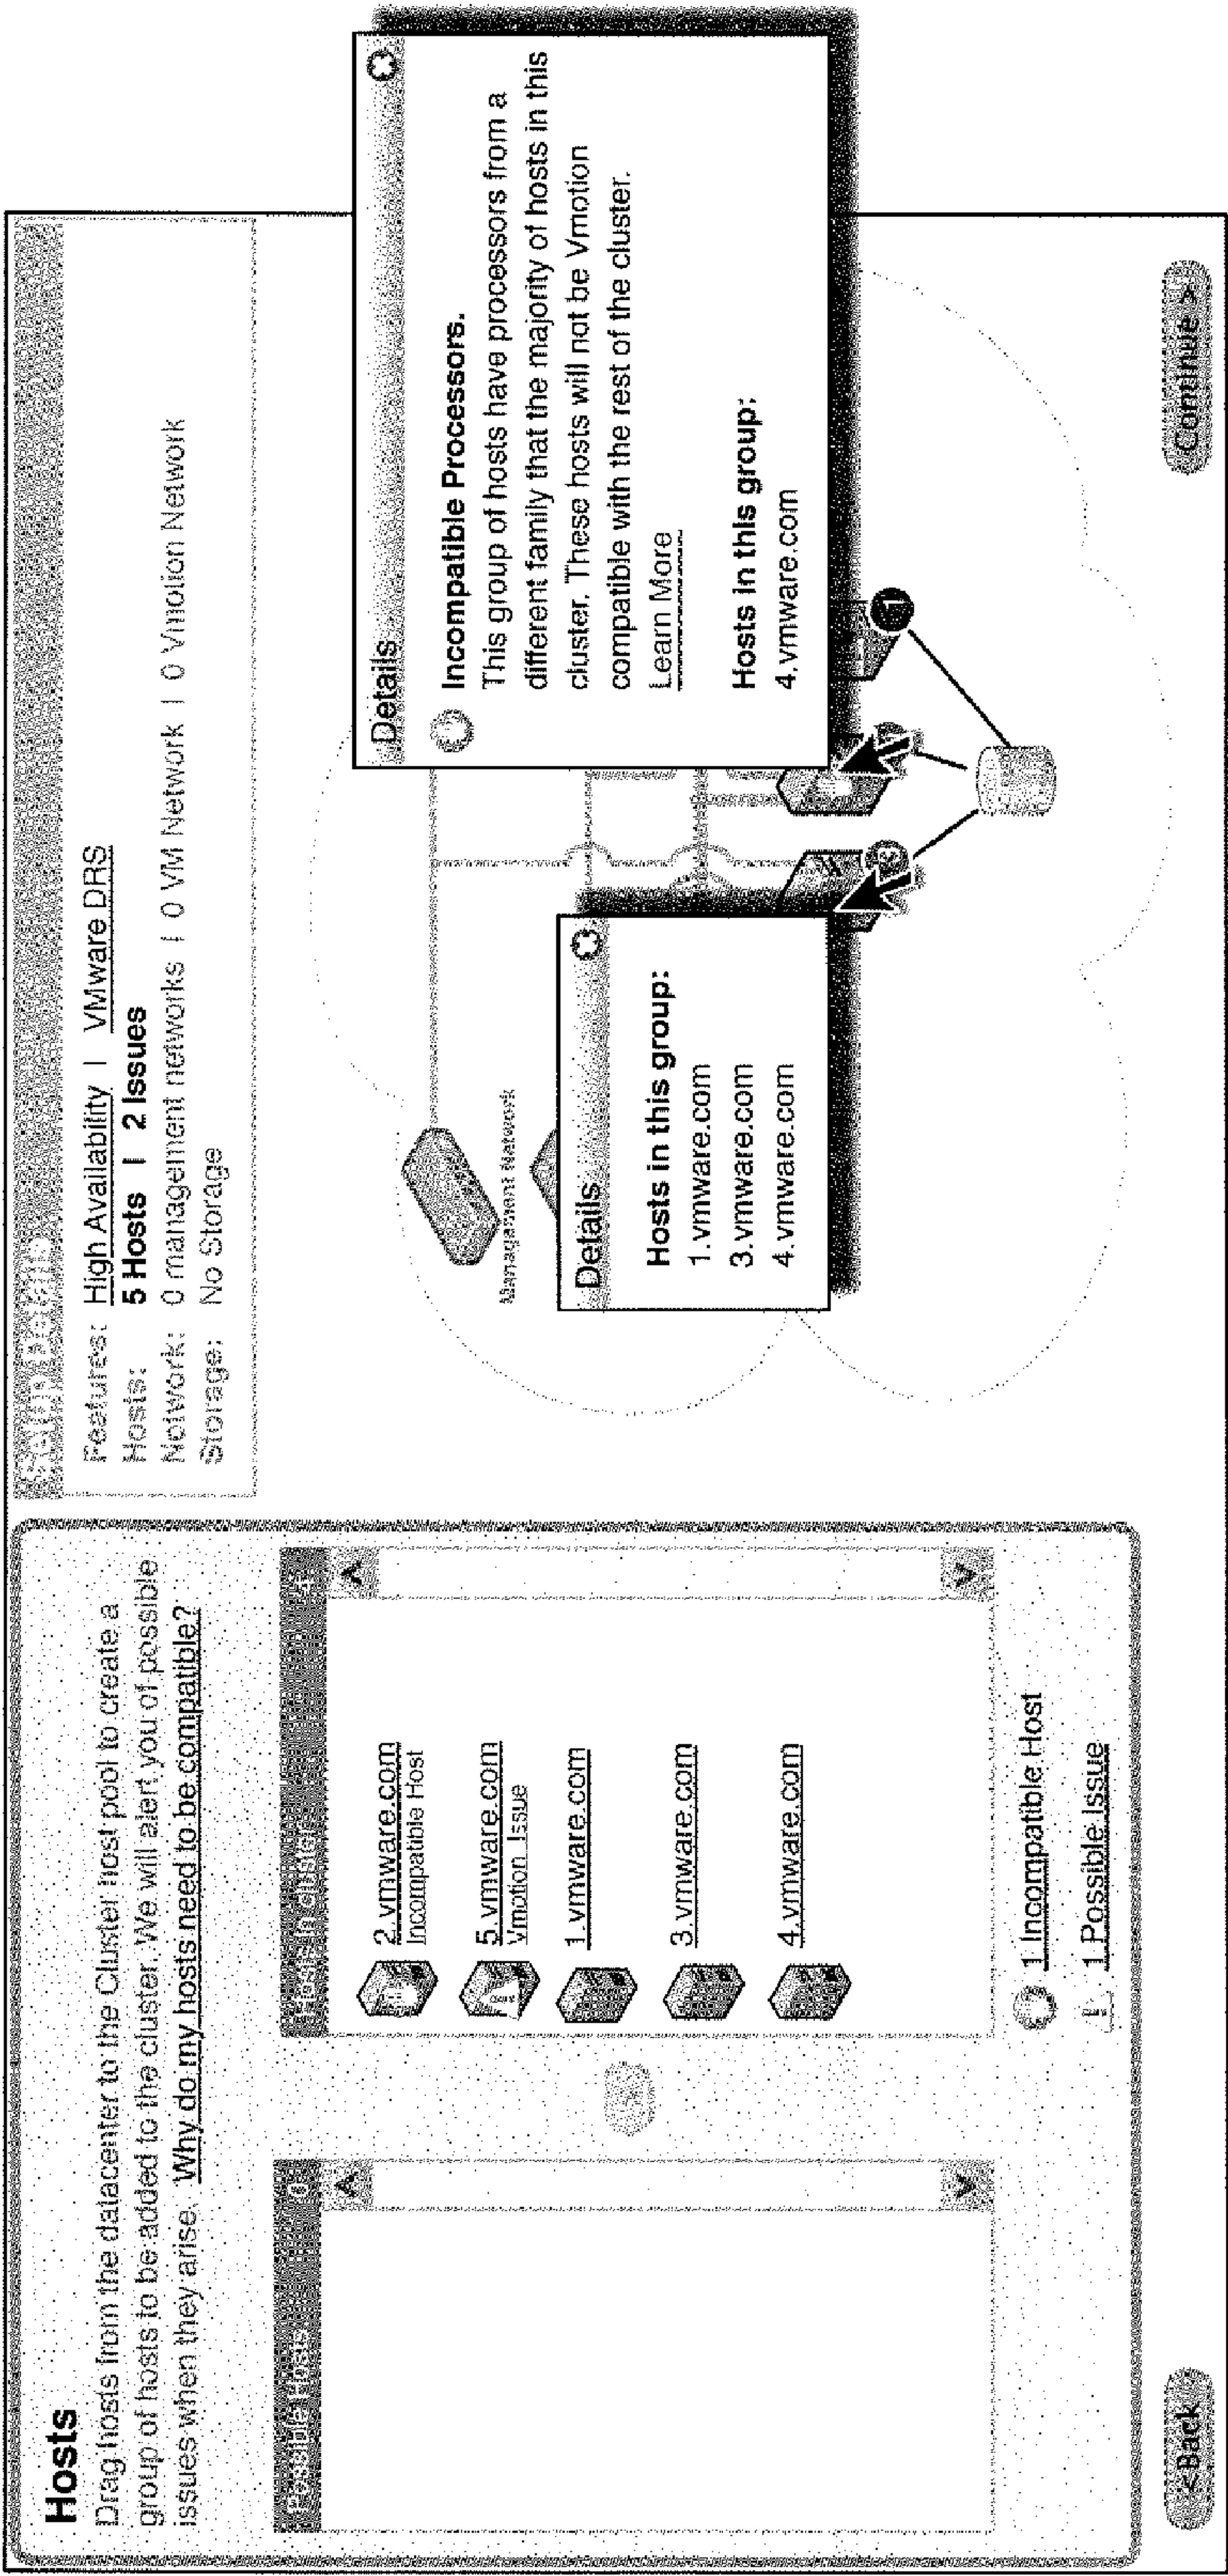 Hosts
Drag hosts from the datacenter to the Cluster host pool to create a
group of hosts to be added to the cluster. We will alert you of possible
issues when they arise. Why do my hosts need to be compatible?
Possible Hosts
Hosts In Cluster
2.vmware.com
Incompatible Host
5.vmware.com
Vmotion Issue
1.vmware.com
3.vmware.com
4.vmware.com
1 Incompatible Host
1 Possible Issue
< Back
Features: High Availability | VMware DRS
Hosts: 5 Hosts | 2 Issues
Network: 0 management networks | 0 VM Network | 0 Vmotion Network
Storage: No Storage
Management Network
Details
Hosts in this group:
1.vmware.com
3.vmware.com
4.vmware.com
Details
Incompatible Processors.
This group of hosts have processors from a
different family that the majority of hosts in this
cluster. These hosts will not be Vmotion
compatible with the rest of the cluster.
Learn More
Hosts in this group:
4.vmware.com
3
1
Continue >